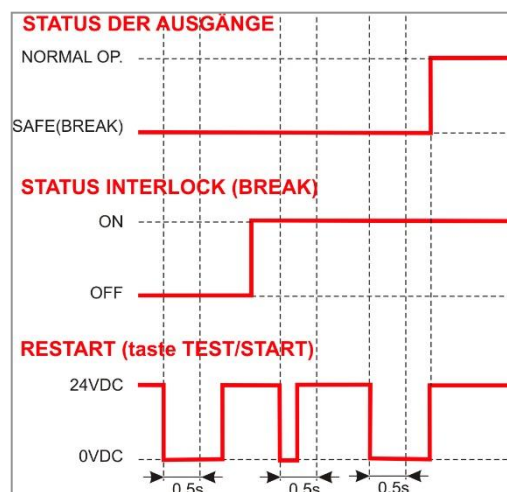 STATUS DER AUSGÄNGE
NORMAL OP.
SAFE(BREAK)
STATUS INTERLOCK (BREAK)
ON
OFF
RESTART (taste TEST/START)
24VDC
0VDC
0.5s 0.5s 0.5s